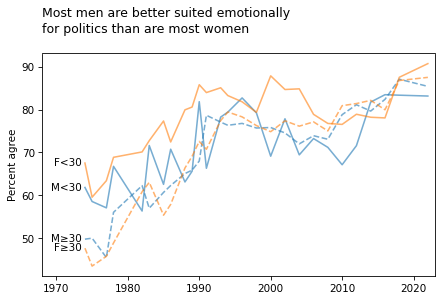 Most men are better suited emotionally
for politics than are most women
Percent agree
90
80
70
60
50
F<30
M<30
M≥30
F≥30
1970 1980 1990 2000 2010 2020